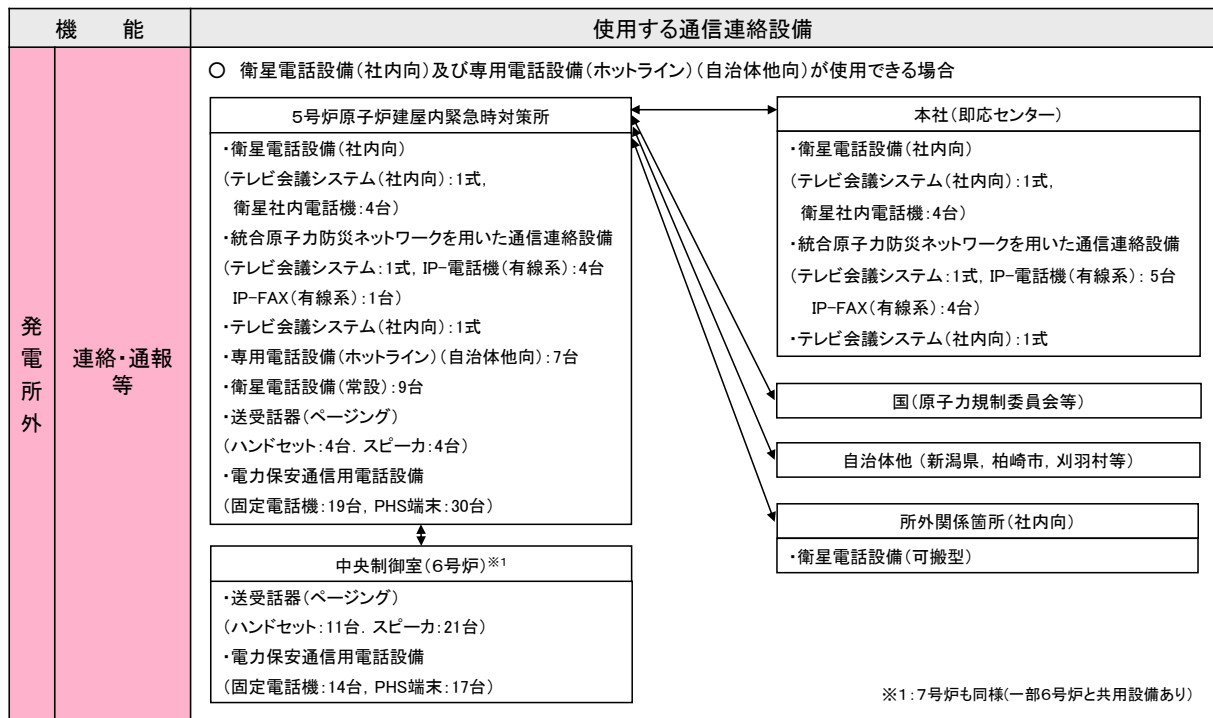 機 能
使用する通信連絡設備
発電所外
連絡・通報
等
○ 衛星電話設備(社内向)及び専用電話設備(ホットライン)(自治体他向)が使用できる場合
5号炉原子炉建屋内緊急時対策所
・衛星電話設備(社内向)
(テレビ会議システム(社内向):1式,
衛星社内電話機:4台)
・統合原子力防災ネットワークを用いた通信連絡設備
(テレビ会議システム:1式, IP-電話機(有線系):4台
IP-FAX(有線系):1台)
・テレビ会議システム(社内向):1式
・専用電話設備(ホットライン)(自治体他向):7台
・衛星電話設備(常設):9台
・送受話器(ページング)
(ハンドセット:4台. スピーカ:4台)
・電力保安通信用電話設備
(固定電話機:19台, PHS端末:30台)
中央制御室(6号炉)※1
・送受話器(ページング)
(ハンドセット:11台. スピーカ:21台)
・電力保安通信用電話設備
(固定電話機:14台, PHS端末:17台)
本社(即応センター)
・衛星電話設備(社内向)
(テレビ会議システム(社内向):1式,
衛星社内電話機:4台)
・統合原子力防災ネットワークを用いた通信連絡設備
(テレビ会議システム:1式, IP-電話機(有線系): 5台
IP-FAX(有線系):4台)
・テレビ会議システム(社内向):1式
国(原子力規制委員会等)
自治体他 (新潟県, 柏崎市, 刈羽村等)
所外関係箇所(社内向)
・衛星電話設備(可搬型)
※1:7号炉も同様(一部6号炉と共用設備あり)